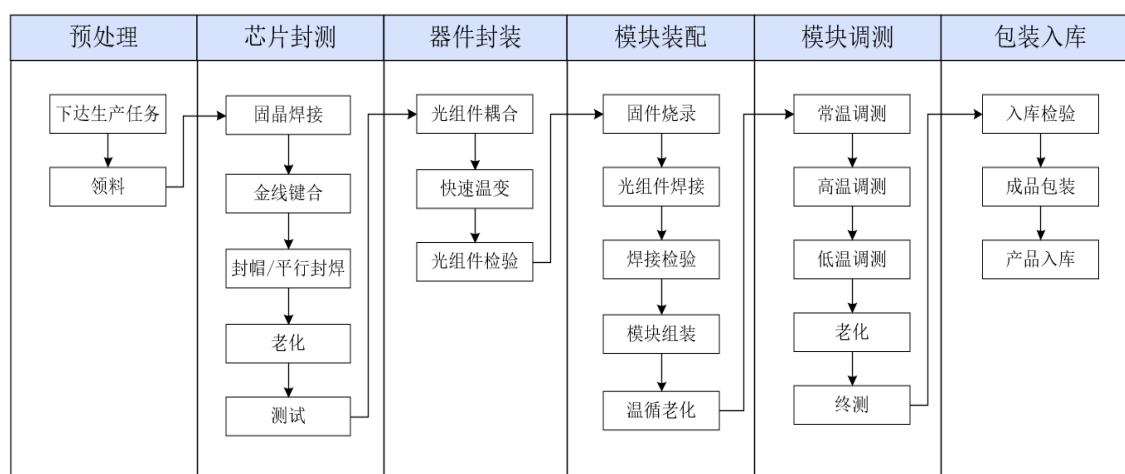 预处理
芯片封测
器件封装
模块装配
模块调测
包装入库
下达生产任务
领料
固晶焊接
金线键合
封帽/平行封焊
老化
测试
光组件耦合
快速温变
光组件检验
固件烧录
光组件焊接
焊接检验
模块组装
温循老化
常温调测
高温调测
低温调测
老化
终测
入库检验
成品包装
产品入库